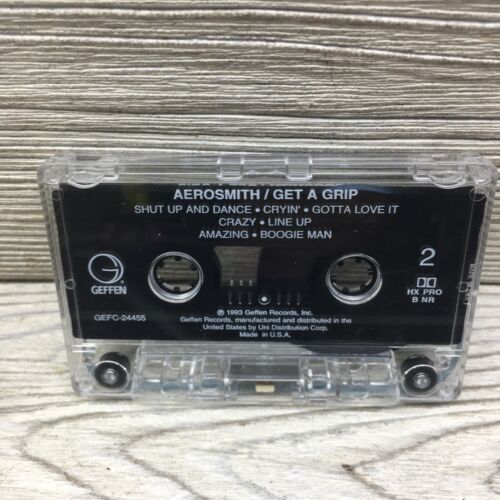 AEROSMITH / GET A GRIP
SHUT UP AND DANCE • CRYIN' • GOTTA LOVE IT
CRAZY • LINE UP
AMAZING • BOOGIE MAN
G
GEFFEN
2
HX PRO
B NR
GEFC-24455
℗ 1993 Geffen Records, Inc.
Geffen Records, manufactured and distributed in the
United States by Uni Distribution Corp.
Made in U.S.A.